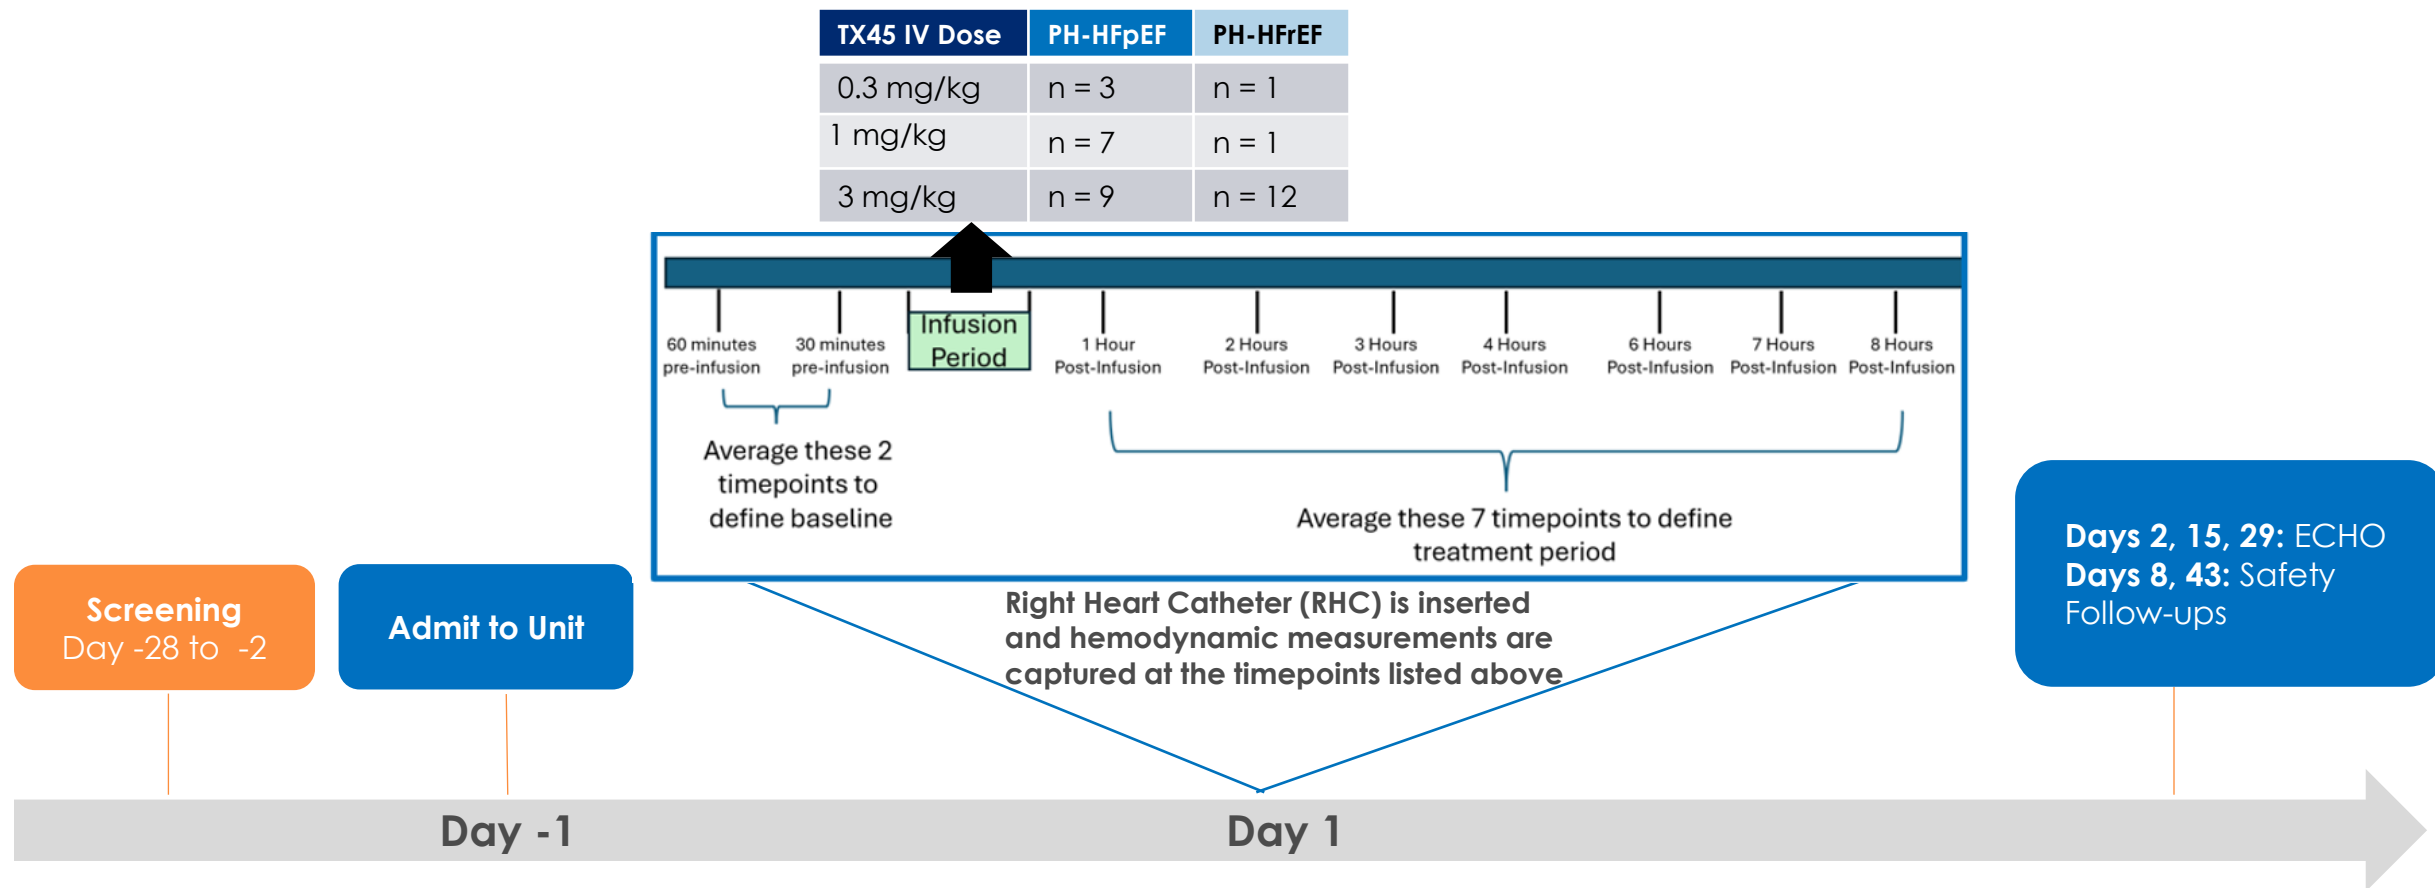 TX45 IV Dose PH-HFpEF PH-HFrEF
0.3 mg/kg n = 3 n = 1
1 mg/kg n = 7 n = 1
3 mg/kg n = 9 n = 12
Infusion
Period
60 minutes
pre-infusion
30 minutes
pre-infusion
1 Hour
Post-Infusion
2 Hours
Post-Infusion
3 Hours
Post-Infusion
4 Hours
Post-Infusion
6 Hours
Post-Infusion
7 Hours
Post-Infusion
8 Hours
Post-Infusion
Average these 2
timepoints to
define baseline
Average these 7 timepoints to define
treatment period
Screening
Day -28 to -2
Admit to Unit
Right Heart Catheter (RHC) is inserted
and hemodynamic measurements are
captured at the timepoints listed above
Days 2, 15, 29: ECHO
Days 8, 43: Safety
Follow-ups
Day -1
Day 1